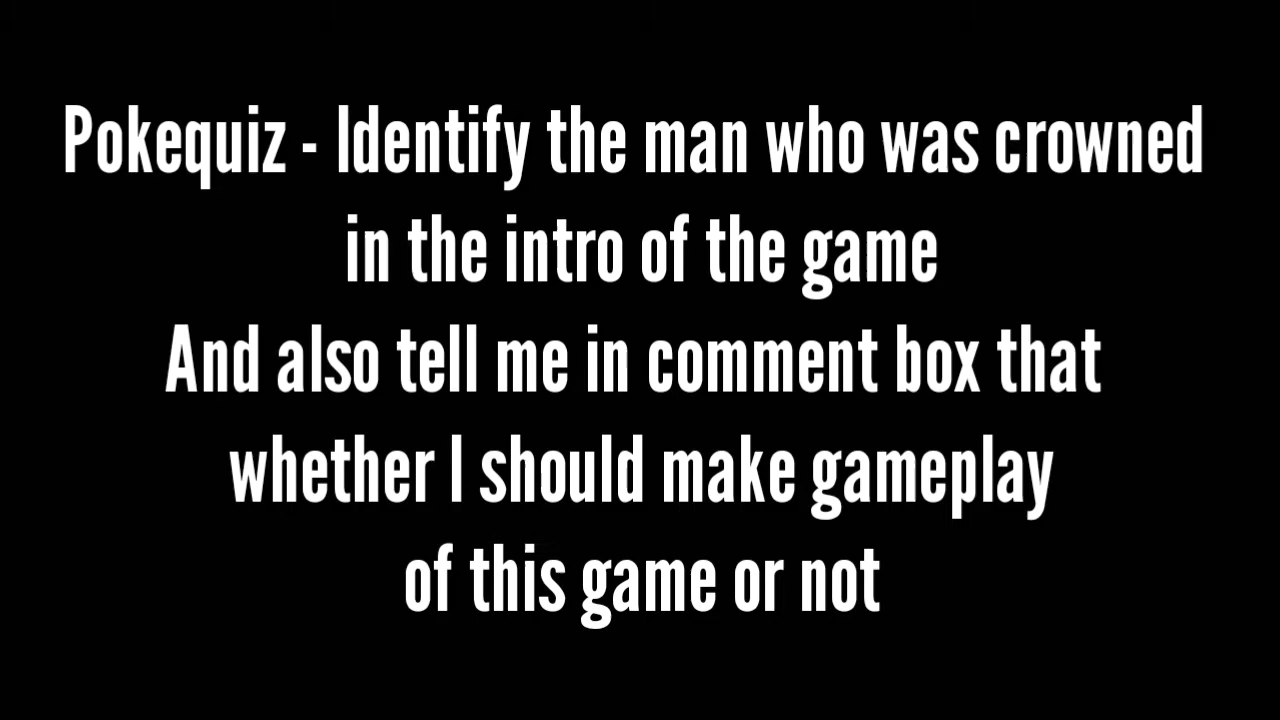 Pokequiz - Identify the man who was crowned
in the intro of the game
And also tell me in comment box that
whether I should make gameplay
of this game or not